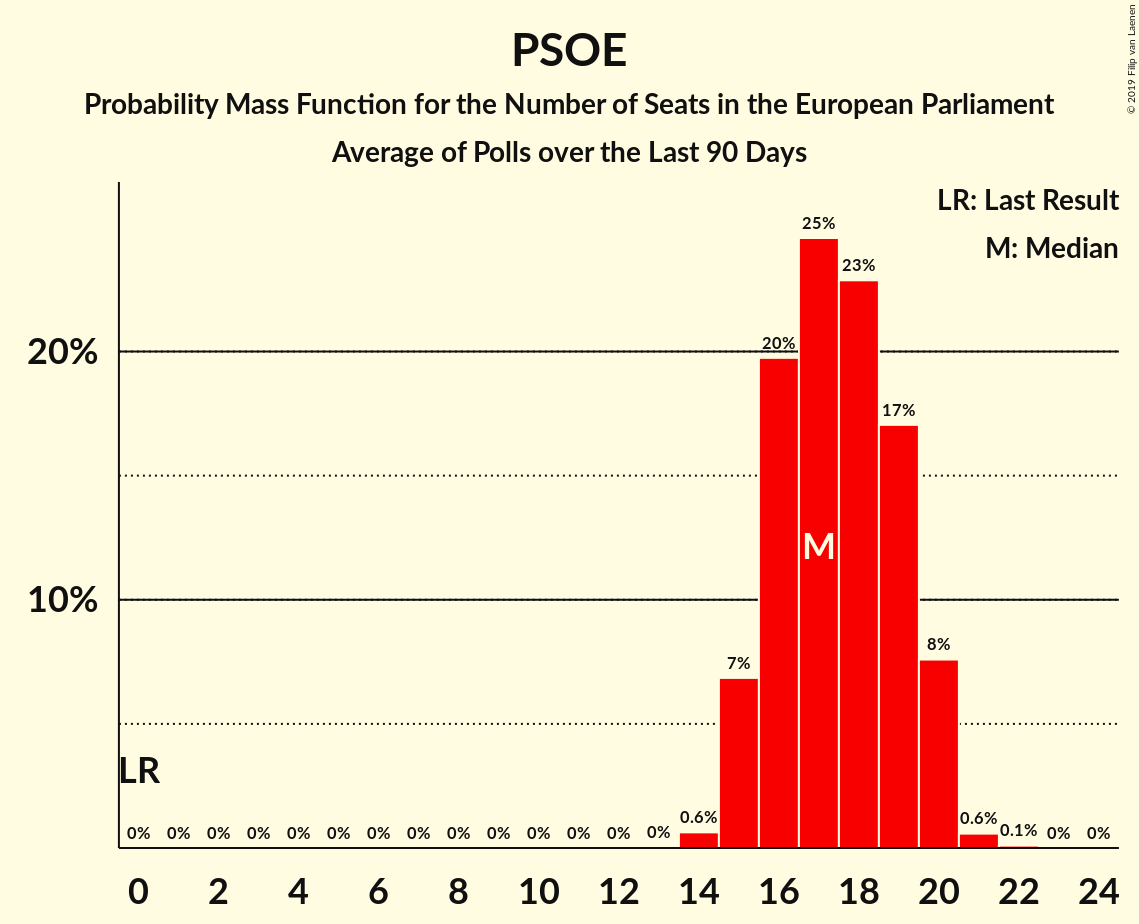 PSOE
Probability Mass Function for the Number of Seats in the European Parliament
Average of Polls over the Last 90 Days
© 2019 Filip van Laenen
LR: Last Result
M: Median
25%
23%
20%
20%
17%
M
10%
8%
7%
LR
0% 0% 0% 0% 0% 0% 0% 0% 0% 0% 0% 0% 0% 0% 0.6% 0.6% 0.1% 0% 0%
0 2 4 6 8 10 12 14 16 18 20 22 24